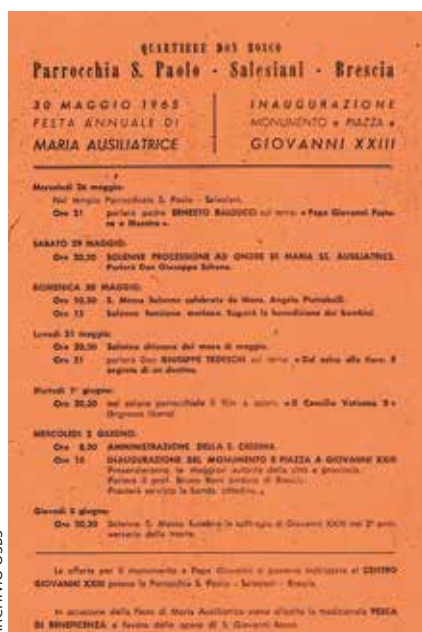 QUARTIERE DON BOSCO
Parrocchia S. Paolo - Salesiani - Brescia
30 MAGGIO 1965
FESTA ANNUALE DI
MARIA AUSILIATRICE
INAUGURAZIONE
MONUMENTO e PIAZZA a
GIOVANNI XXIII
Mercoledì 26 maggio:
Nel tempio Parrocchiale S. Paolo - Salesiani.
Ore 21 parlerà padre ERNESTO BALDUCCI sul tema: « Papa Giovanni Pasto-
re e Maestro ».
SABATO 29 MAGGIO:
Ore 20,30 SOLENNE PROCESSIONE AD ONORE DI MARIA SS. AUSILIATRICE.
Parlerà Don Giuseppe
DOMENICA 30 MAGGIO:
Ore 10,30 S. Messa Solenne celebrata da Mons. Angelo
Ore 15 Solenne funzione mariana. Seguirà la benedizione dei bambini.
Lunedì 31 maggio:
Ore 20,30 Solenne chiusura del mese di maggio.
Ore 21 parlerà Don GIUSEPPE TEDESCHI sul tema: « Dal
segreto di un destino.
Martedì 1° giugno:
Ore 20,30 nel salone parrocchiale il film a colori « Il Concilio Vaticano II »
(Ingresso libero)
MERCOLEDÌ 2 GIUGNO:
Ore 8,30 AMMINISTRAZIONE DELLA S. CRESIMA
Ore 15 INAUGURAZIONE DEL MONUMENTO E PIAZZA A GIOVANNI XXIII
Presenzieranno le maggiori autorità della città e provincia.
Parlerà il prof. Bruno Boni sindaco di Brescia.
Presterà servizio la banda cittadina.
Giovedì 3 giugno:
Ore 20,30 Solenne S. Messa funebre in suffragio di Giovanni XXIII nel 2° anni-
versario della morte.
Le offerte per il monumento a Papa Giovanni si possono indirizzare al CENTRO
GIOVANNI XXIII presso la Parrocchia S. Paolo - Salesiani - Brescia.
In occasione della Festa di Maria Ausiliatrice viene allestita la tradizionale PESCA
DI BENEFICENZA a favore delle opere di S. Giovanni Bosco.